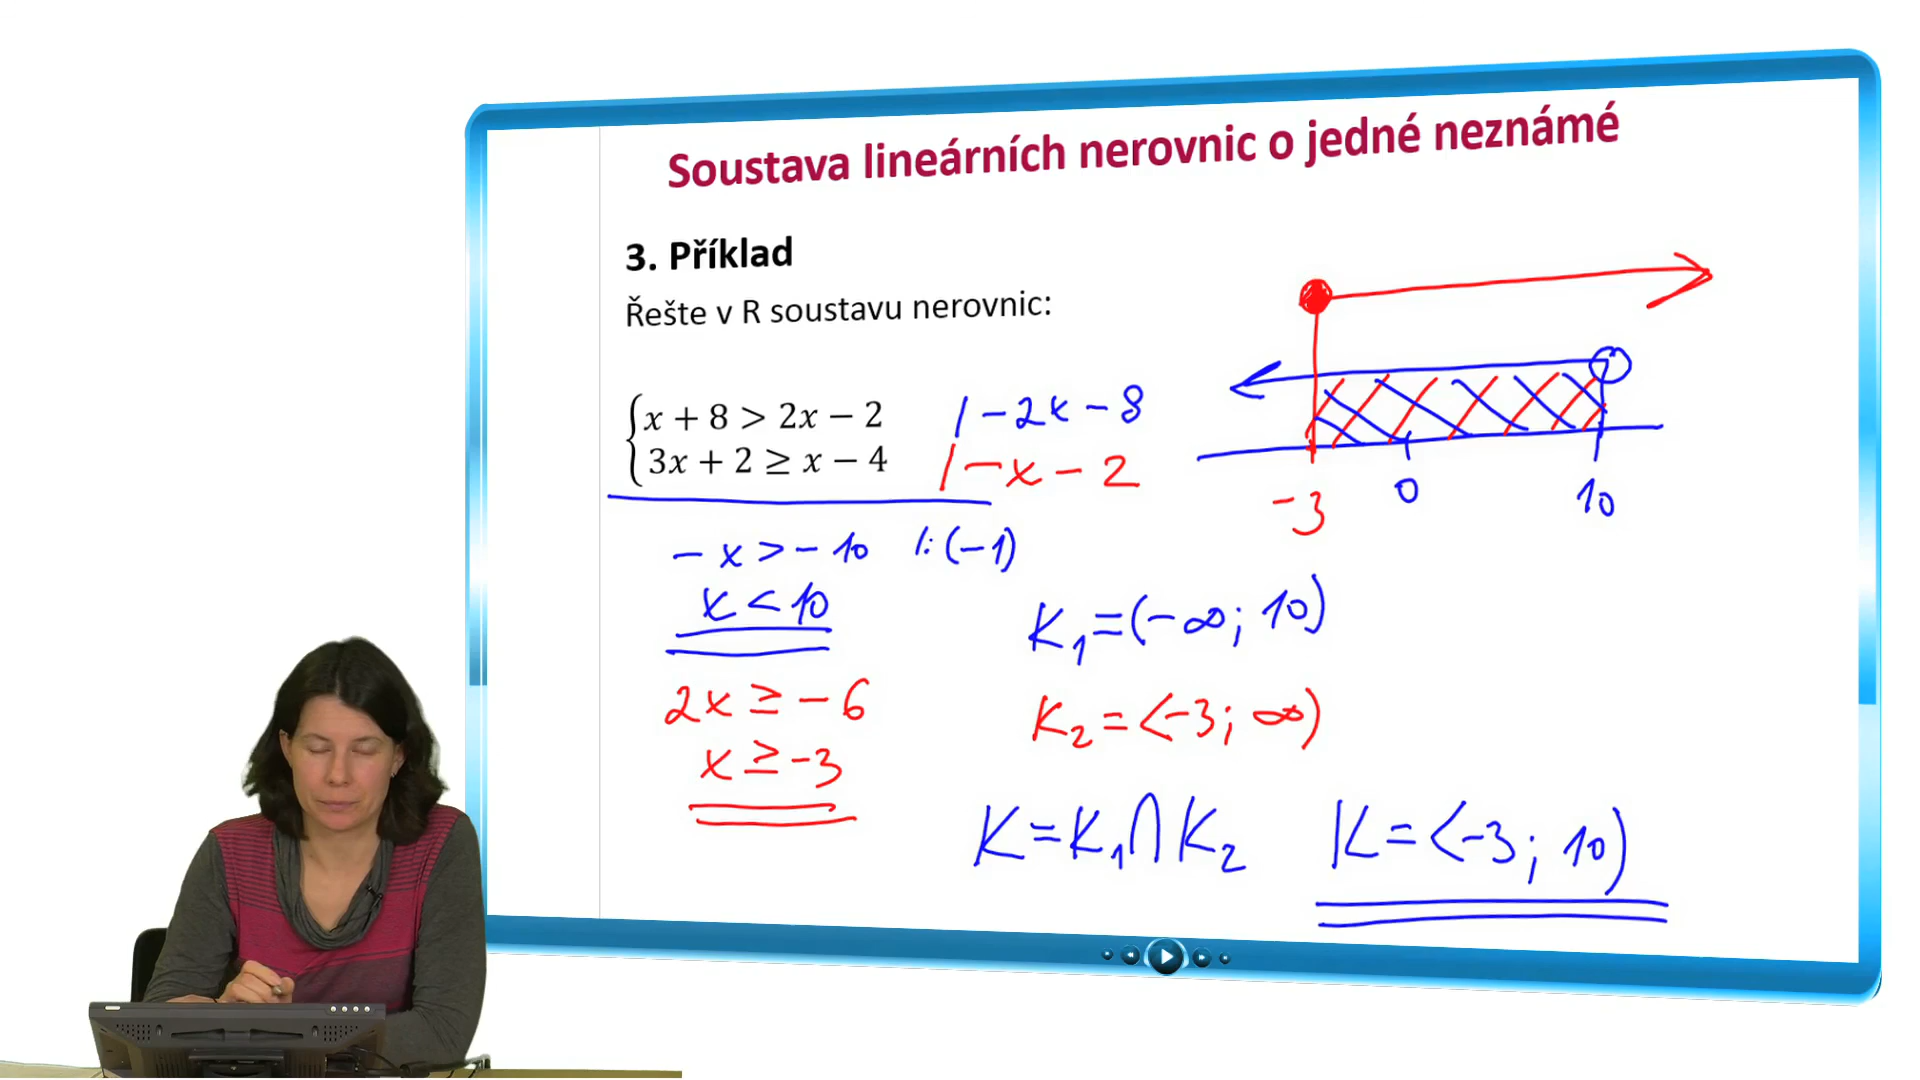 Soustava lineárních nerovnic o jedné neznámé
3. Příklad
Řešte v R soustavu nerovnic:
x + 8 > 2x − 2 / − 2x − 8
3x + 2 ≥ x − 4 / − x − 2
− x > − 10 /: (−1)
x < 10
2x ≥ − 6
x ≥ −3
−3 0 10
K₁ = (− ∞; 10)
K₂ = <−3; ∞)
K = K₁ ∩ K₂ K = <−3; 10)